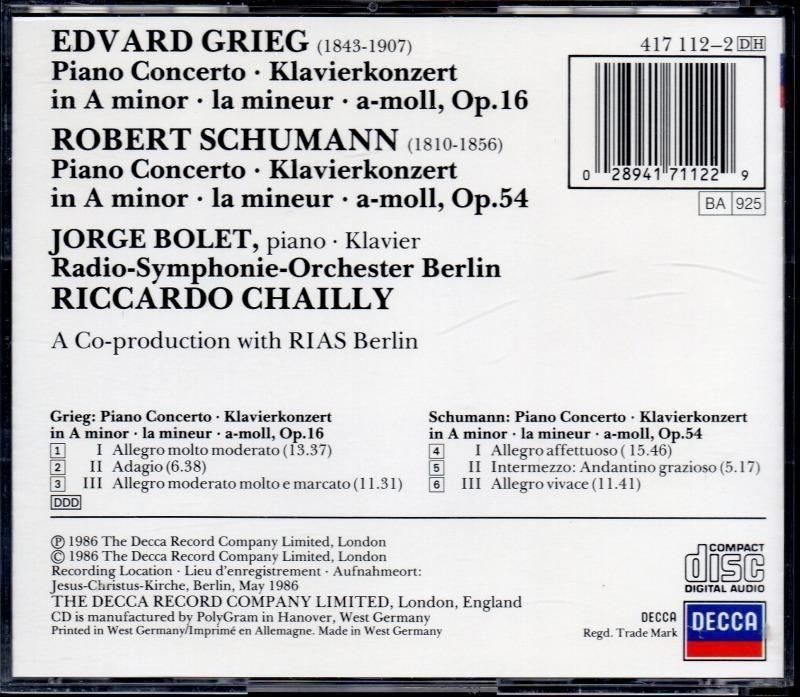 EDVARD GRIEG (1843-1907)
417 112-2 DH
Piano Concerto · Klavierkonzert
in A minor · la mineur · a-moll, Op.16
ROBERT SCHUMANN (1810-1856)
Piano Concerto · Klavierkonzert
in A minor · la mineur · a-moll, Op.54
0 28941 71122 9
BA 925
JORGE BOLET, piano · Klavier
Radio-Symphonie-Orchester Berlin
RICCARDO CHAILLY
A Co-production with RIAS Berlin
Grieg: Piano Concerto · Klavierkonzert
in A minor · la mineur · a-moll, Op.16
1 I Allegro molto moderato (13.37)
2 II Adagio (6.38)
3 III Allegro moderato molto e marcato (11.31)
DDD
Schumann: Piano Concerto · Klavierkonzert
in A minor · la mineur · a-moll, Op.54
4 I Allegro affettuoso ( 15.46)
5 II Intermezzo: Andantino grazioso (5.17)
6 III Allegro vivace (11.41)
℗ 1986 The Decca Record Company Limited, London
© 1986 The Decca Record Company Limited, London
Recording Location · Lieu d'enregistrement · Aufnahmeort:
Jesus-Christus-Kirche, Berlin, May 1986
THE DECCA RECORD COMPANY LIMITED, London, England
CD is manufactured by PolyGram in Hanover, West Germany
Printed in West Germany/Imprimé en Allemagne. Made in West Germany
COMPACT
disc
DIGITAL AUDIO
DECCA
Regd. Trade Mark
DECCA